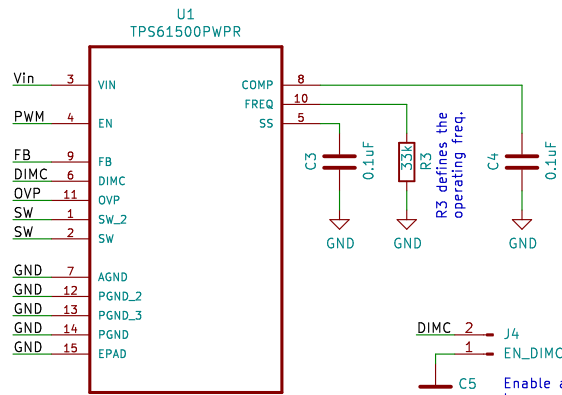 U1
TPS61500PWPR
Vin 3 VIN
PWM 4 EN
FB 9 FB
DIMC 6 DIMC
OVP 11 OVP
SW 1 SW_2
SW 2 SW
GND 7 AGND
GND 12 PGND_2
GND 13 PGND_3
GND 14 PGND
GND 15 EPAD
COMP 8
FREQ 10
SS 5
C3
0.1uF
33k
R3
R3 defines the
operating freq.
C4
0.1uF
GND
GND
GND
DIMC 2 J4
1 EN_DIMC
C5
Enable